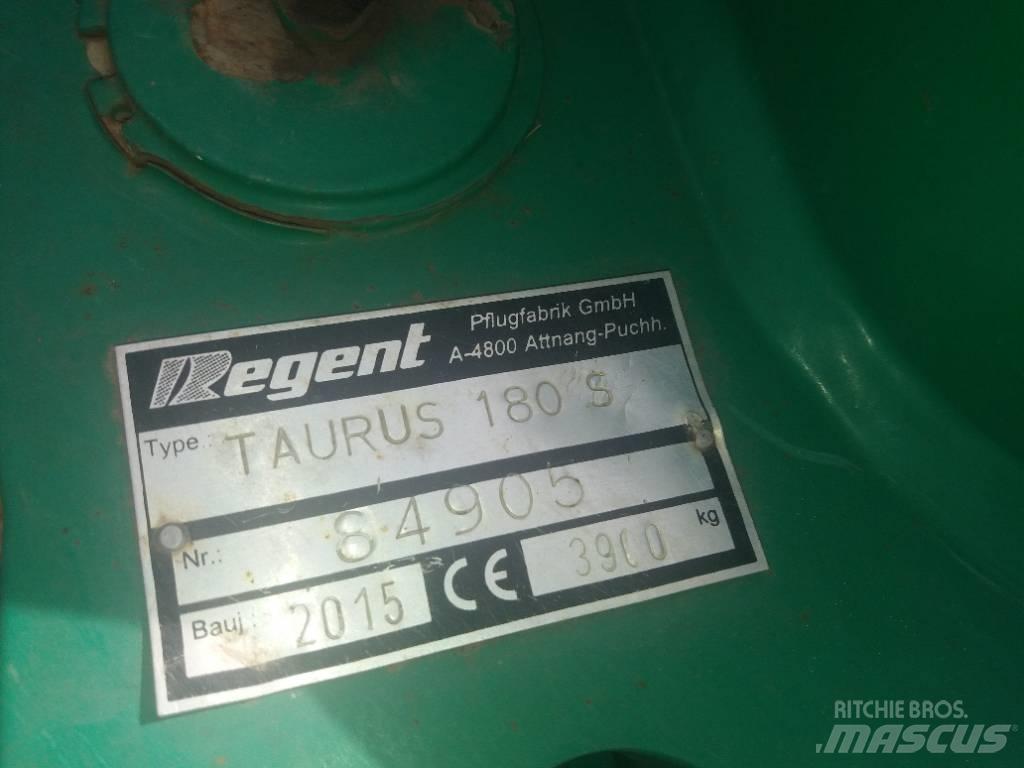 Regent
Pflugfabrik GmbH
A-4800 Attnang-Puchh.
Type.: TAURUS 180 S
Nr.: 84905
Bauj.: 2015 CE 3900 kg
RITCHIE BROS.
MASCUS